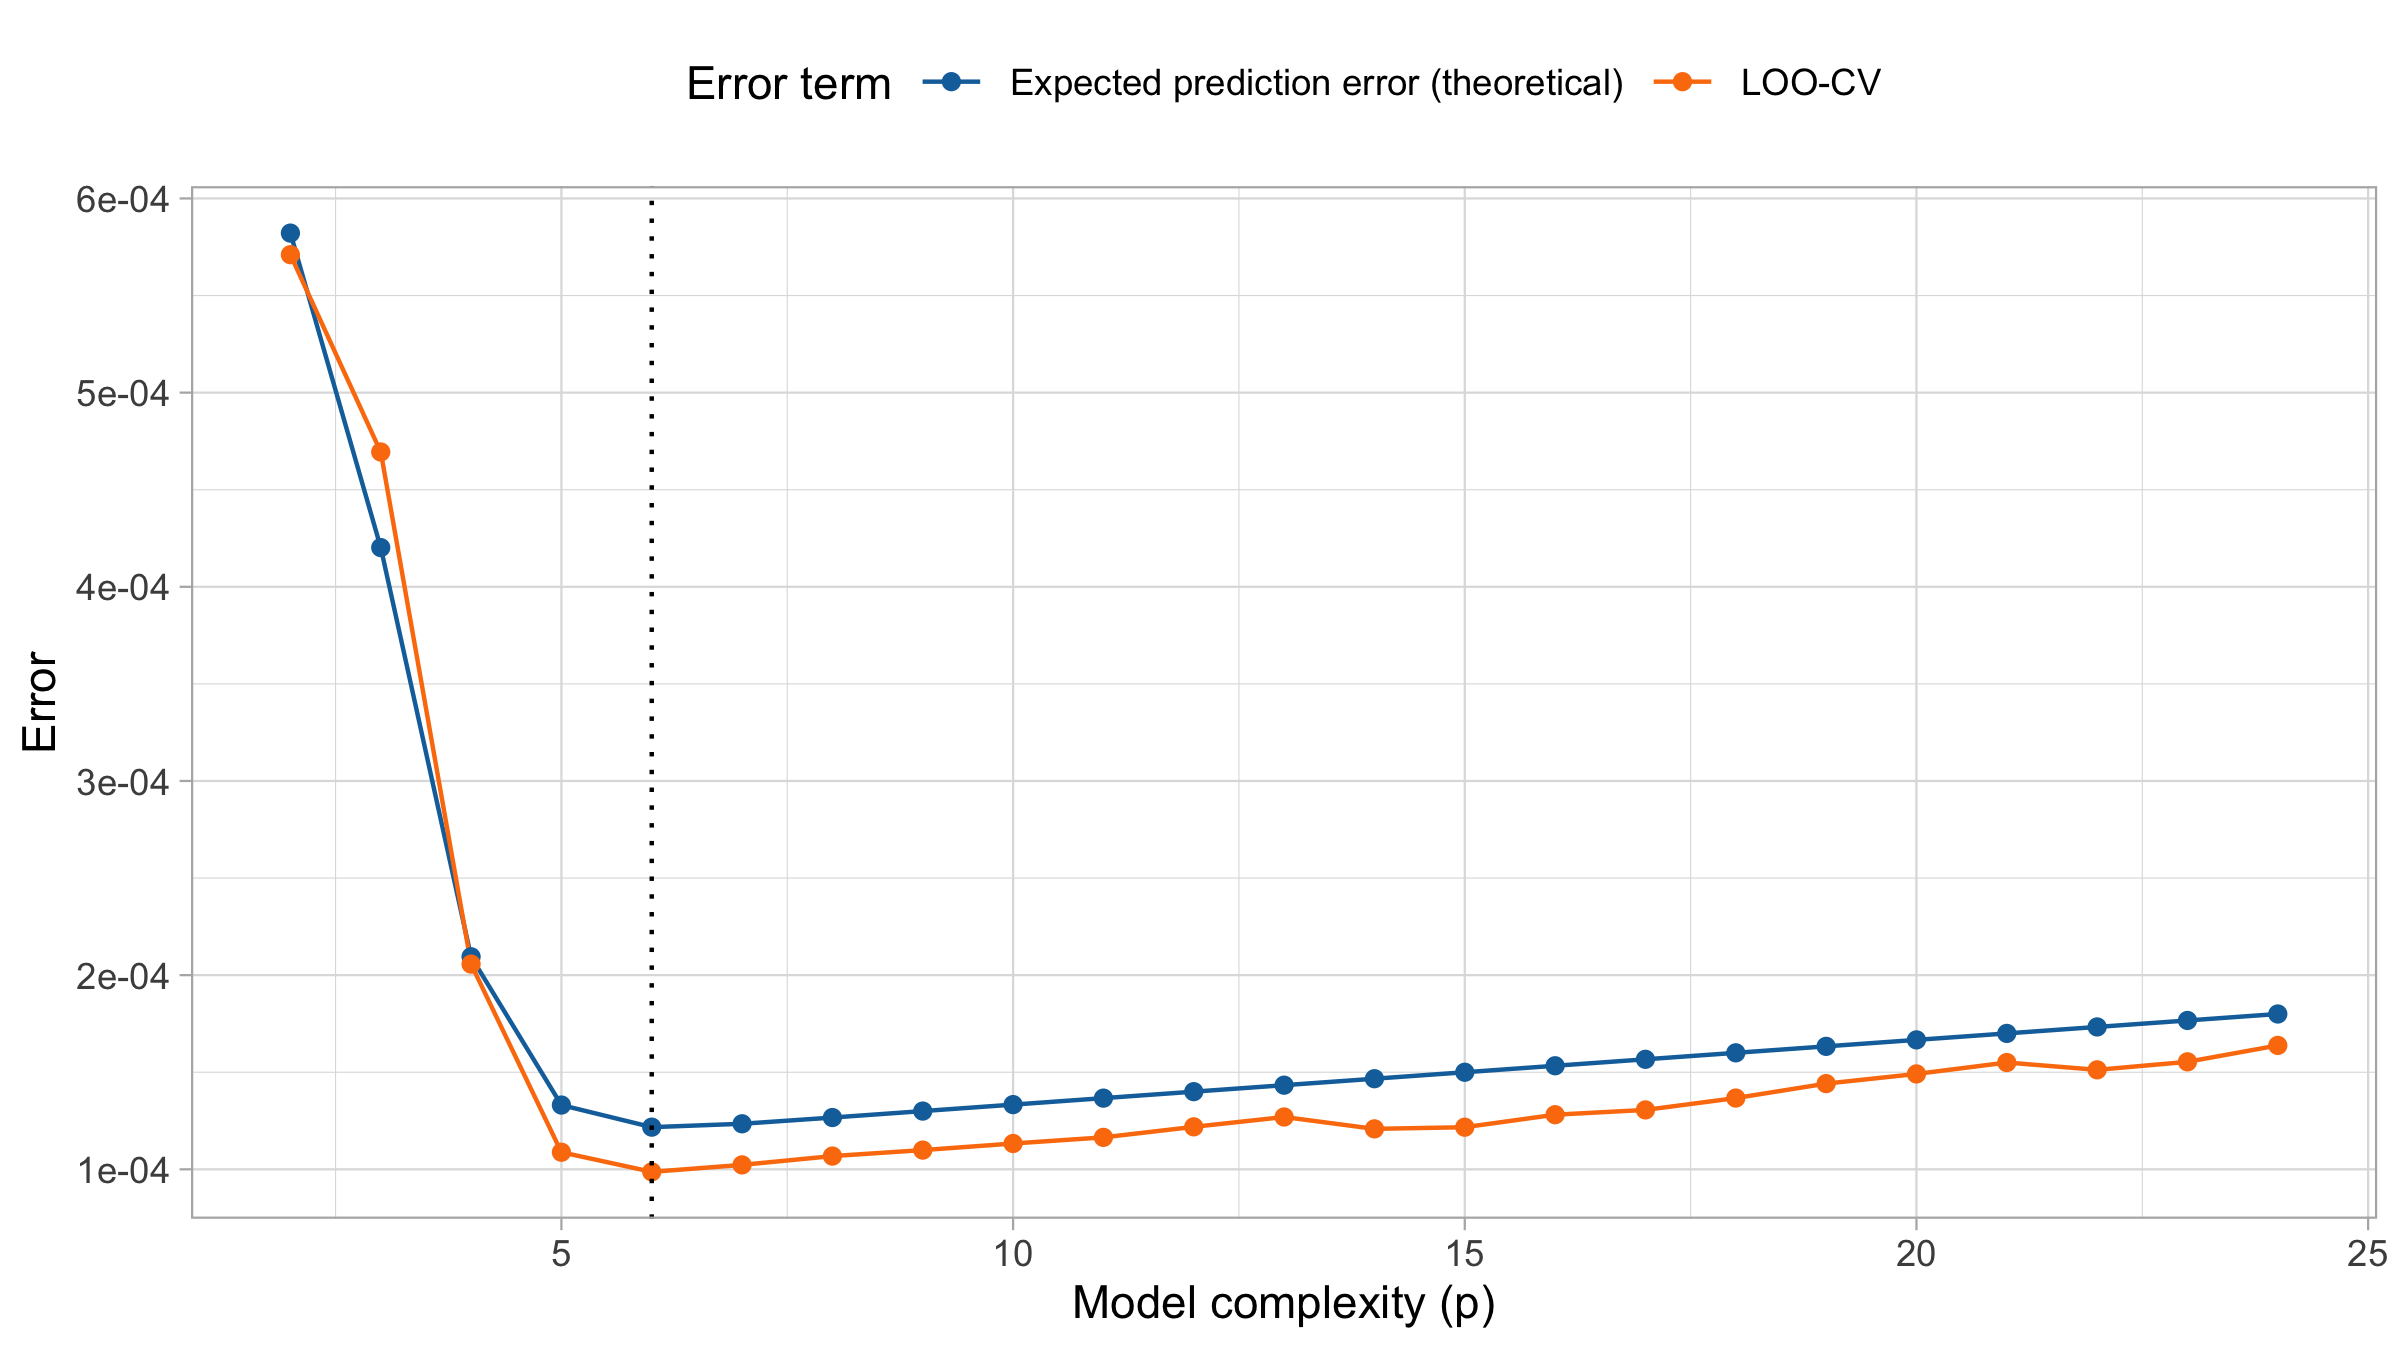 Error term Expected prediction error (theoretical) LOO-CV
6e-04
5e-04
4e-04
3e-04
2e-04
1e-04
Error
5 10 15 20 25
Model complexity (p)